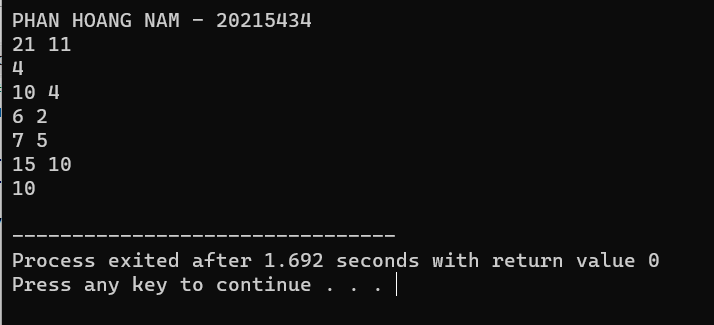 PHAN HOANG NAM - 20215434
21 11
4
10 4
6 2
7 5
15 10
10
--------------------------------
Process exited after 1.692 seconds with return value 0
Press any key to continue . . .